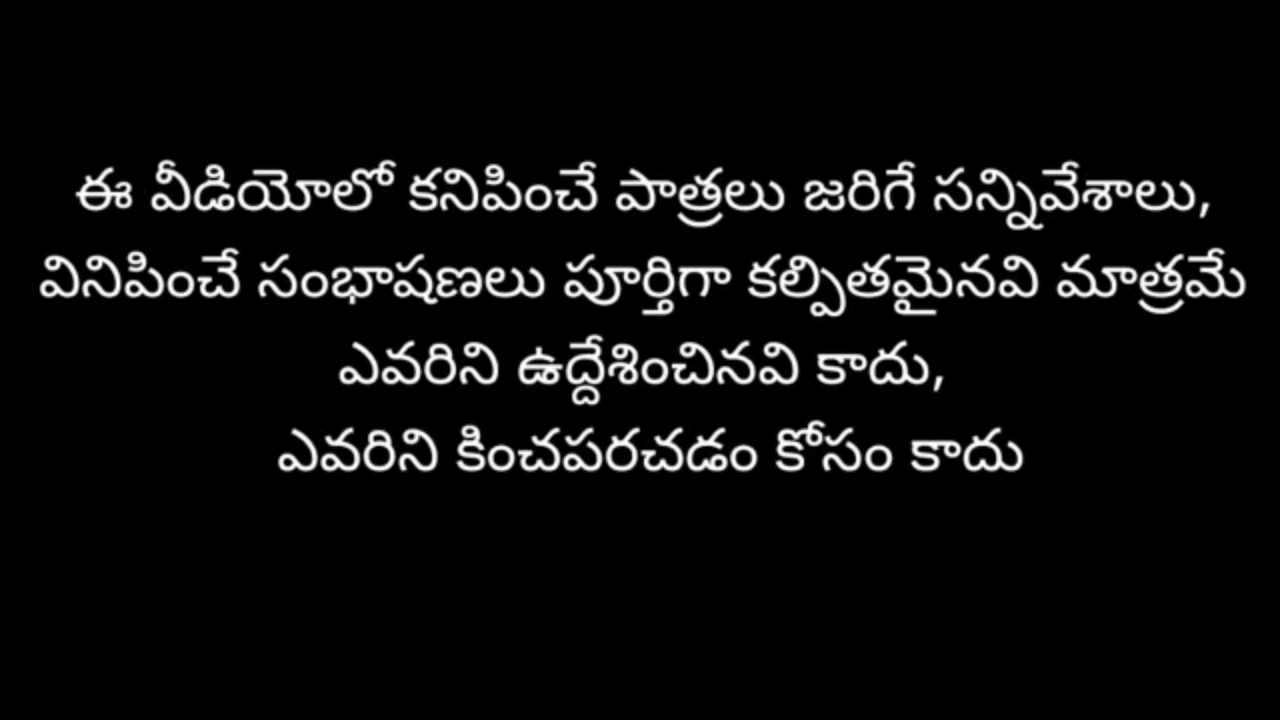 ఈ వీడియోలో కనిపించే పాత్రలు జరిగే సన్నివేశాలు,
వినిపించే సంభాషణలు పూర్తిగా కల్పితమైనవి మాత్రమే
ఎవరిని ఉద్దేశించినవి కాదు,
ఎవరిని కించపరచడం కోసం కాదు